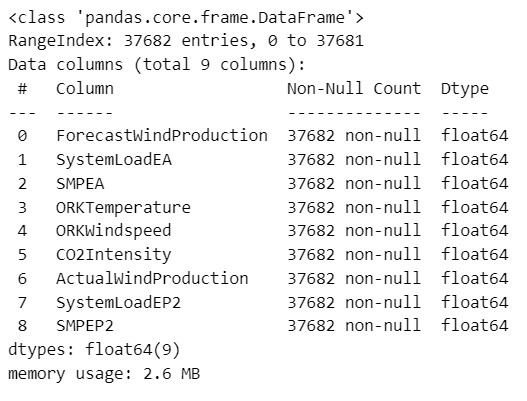 <class 'pandas.core.frame.DataFrame'>
RangeIndex: 37682 entries, 0 to 37681
Data columns (total 9 columns):
 #   Column                  Non-Null Count  Dtype
---  ------                  --------------  -----
 0   ForecastWindProduction  37682 non-null  float64
 1   SystemLoadEA            37682 non-null  float64
 2   SMPEA                   37682 non-null  float64
 3   ORKTemperature          37682 non-null  float64
 4   ORKWindspeed            37682 non-null  float64
 5   CO2Intensity            37682 non-null  float64
 6   ActualWindProduction    37682 non-null  float64
 7   SystemLoadEP2           37682 non-null  float64
 8   SMPEP2                  37682 non-null  float64
dtypes: float64(9)
memory usage: 2.6 MB